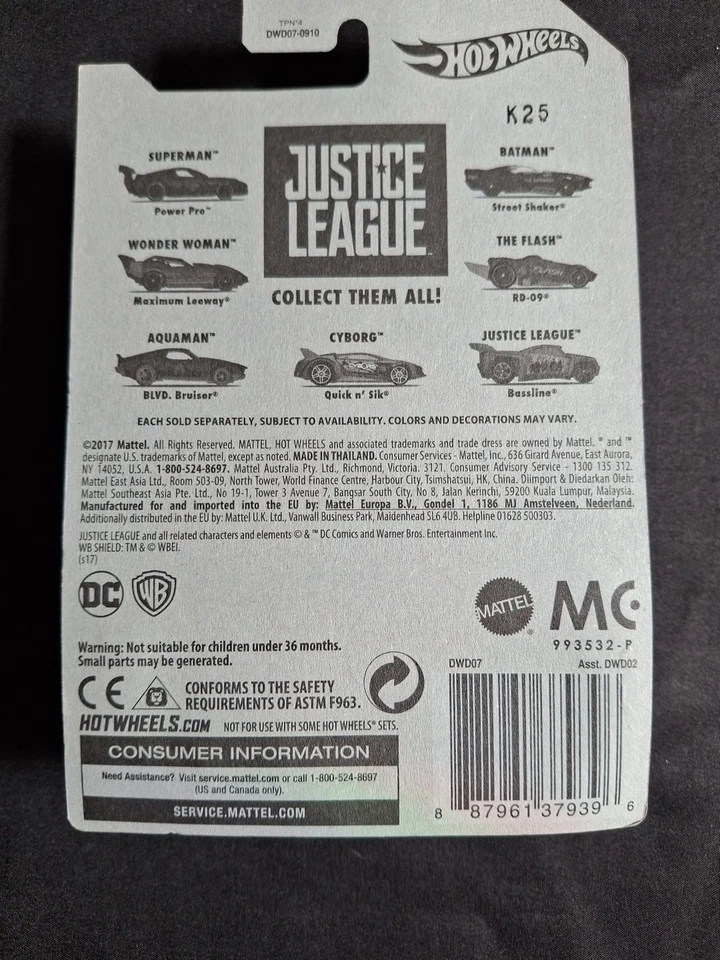 TPN°4
DWD07-0910
HOT WHEELS
K25
SUPERMAN™
Power Pro™
JUSTICE
LEAGUE
BATMAN™
Street Shaker®
WONDER WOMAN™
Maximum Leeway®
COLLECT THEM ALL!
THE FLASH™
RD-09®
AQUAMAN™
BLVD. Bruiser®
CYBORG™
Quick n' Sik®
JUSTICE LEAGUE™
Bassline®
EACH SOLD SEPARATELY, SUBJECT TO AVAILABILITY. COLORS AND DECORATIONS MAY VARY.
©2017 Mattel. All Rights Reserved. MATTEL, HOT WHEELS and associated trademarks and trade dress are owned by Mattel. ® and ™
designate U.S. trademarks of Mattel, except as noted. MADE IN THAILAND. Consumer Services - Mattel, Inc., 636 Girard Avenue, East Aurora,
NY 14052, U.S.A. 1-800-524-8697. Mattel Australia Pty. Ltd., Richmond, Victoria. 3121. Consumer Advisory Service - 1300 135 312.
Mattel East Asia Ltd., Room 503-09, North Tower, World Finance Centre, Harbour City, Tsimshatsui, HK, China. Diimport & Diedarkan Oleh:
Mattel Southeast Asia Pte. Ltd., No 19-1, Tower 3 Avenue 7, Bangsar South City, No 8, Jalan Kerinchi, 59200 Kuala Lumpur, Malaysia.
Manufactured for and imported into the EU by: Mattel Europa B.V., Gondel 1, 1186 MJ Amstelveen, Nederland.
Additionally distributed in the EU by: Mattel U.K. Ltd., Vanwall Business Park, Maidenhead SL6 4UB. Helpline 01628 500303.
JUSTICE LEAGUE and all related characters and elements © & ™ DC Comics and Warner Bros. Entertainment Inc.
WB SHIELD: TM & © WBEI.
(s17)
DC WB
MATTEL® MC
993532-P
Warning: Not suitable for children under 36 months.
Small parts may be generated.
DWD07 Asst. DWD02
CE CONFORMS TO THE SAFETY
REQUIREMENTS OF ASTM F963.
HOTWHEELS.COM NOT FOR USE WITH SOME HOT WHEELS® SETS.
CONSUMER INFORMATION
Need Assistance? Visit service.mattel.com or call 1-800-524-8697
(US and Canada only).
SERVICE.MATTEL.COM
8 87961 37939 6